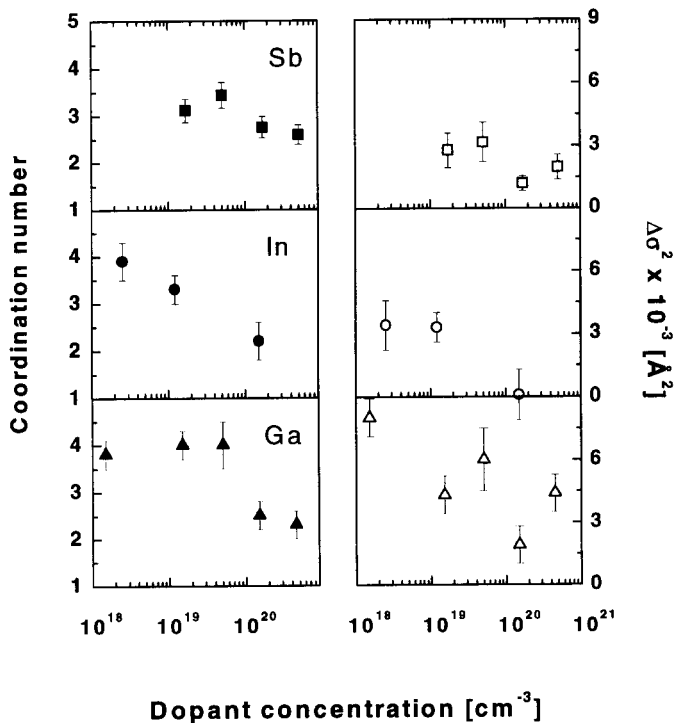 Coordination number
5
4
3
2
1
Sb
4
3
2
1
In
4
3
2
1
Ga
10^18 10^19 10^20
9
6
3
0
6
3
0
6
3
0
10^18 10^19 10^20 10^21
Δσ² x 10^-3 [Å²]
Dopant concentration [cm^-3]